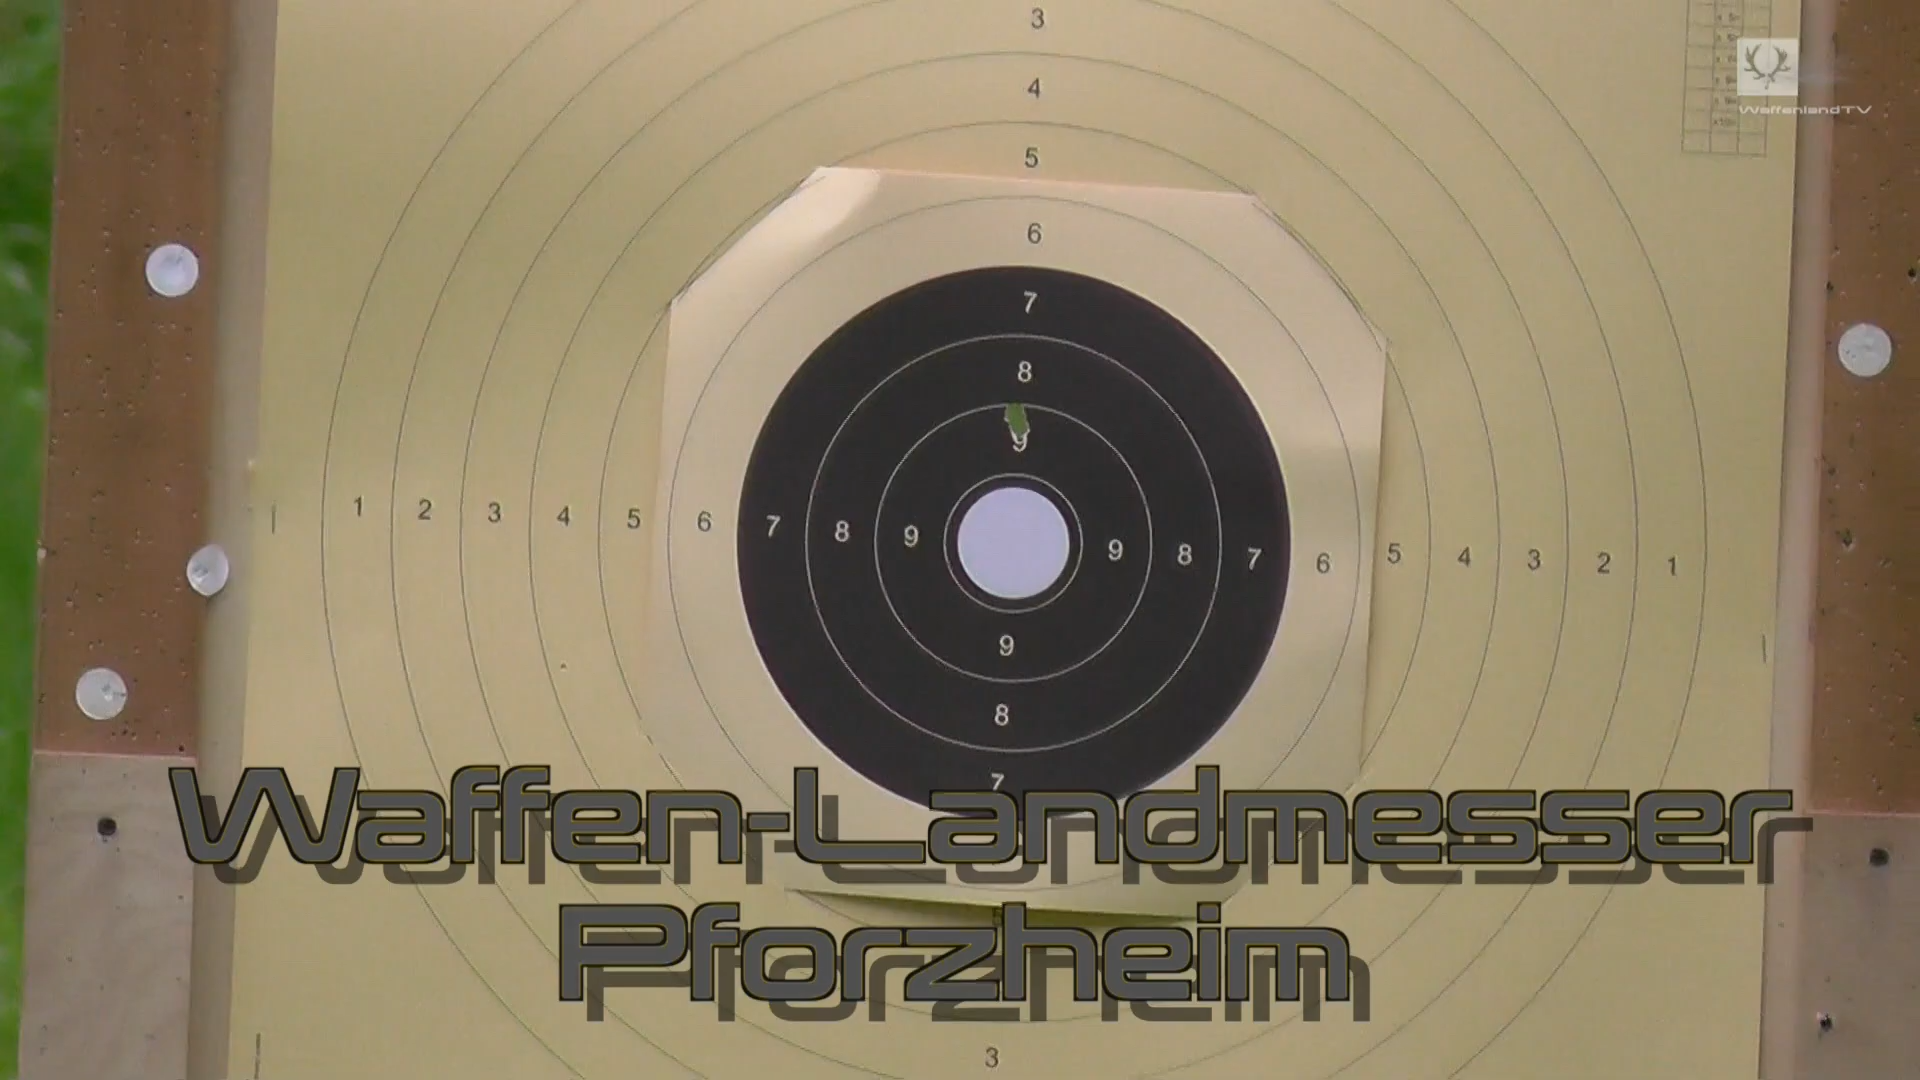 3
4
WaffenlandTV
5
6
7
8
9
1 2 3 4 5 6 7 8 9 9 8 7 6 5 4 3 2 1
9
8
7
Waffen-Landmesser
Pforzheim
3